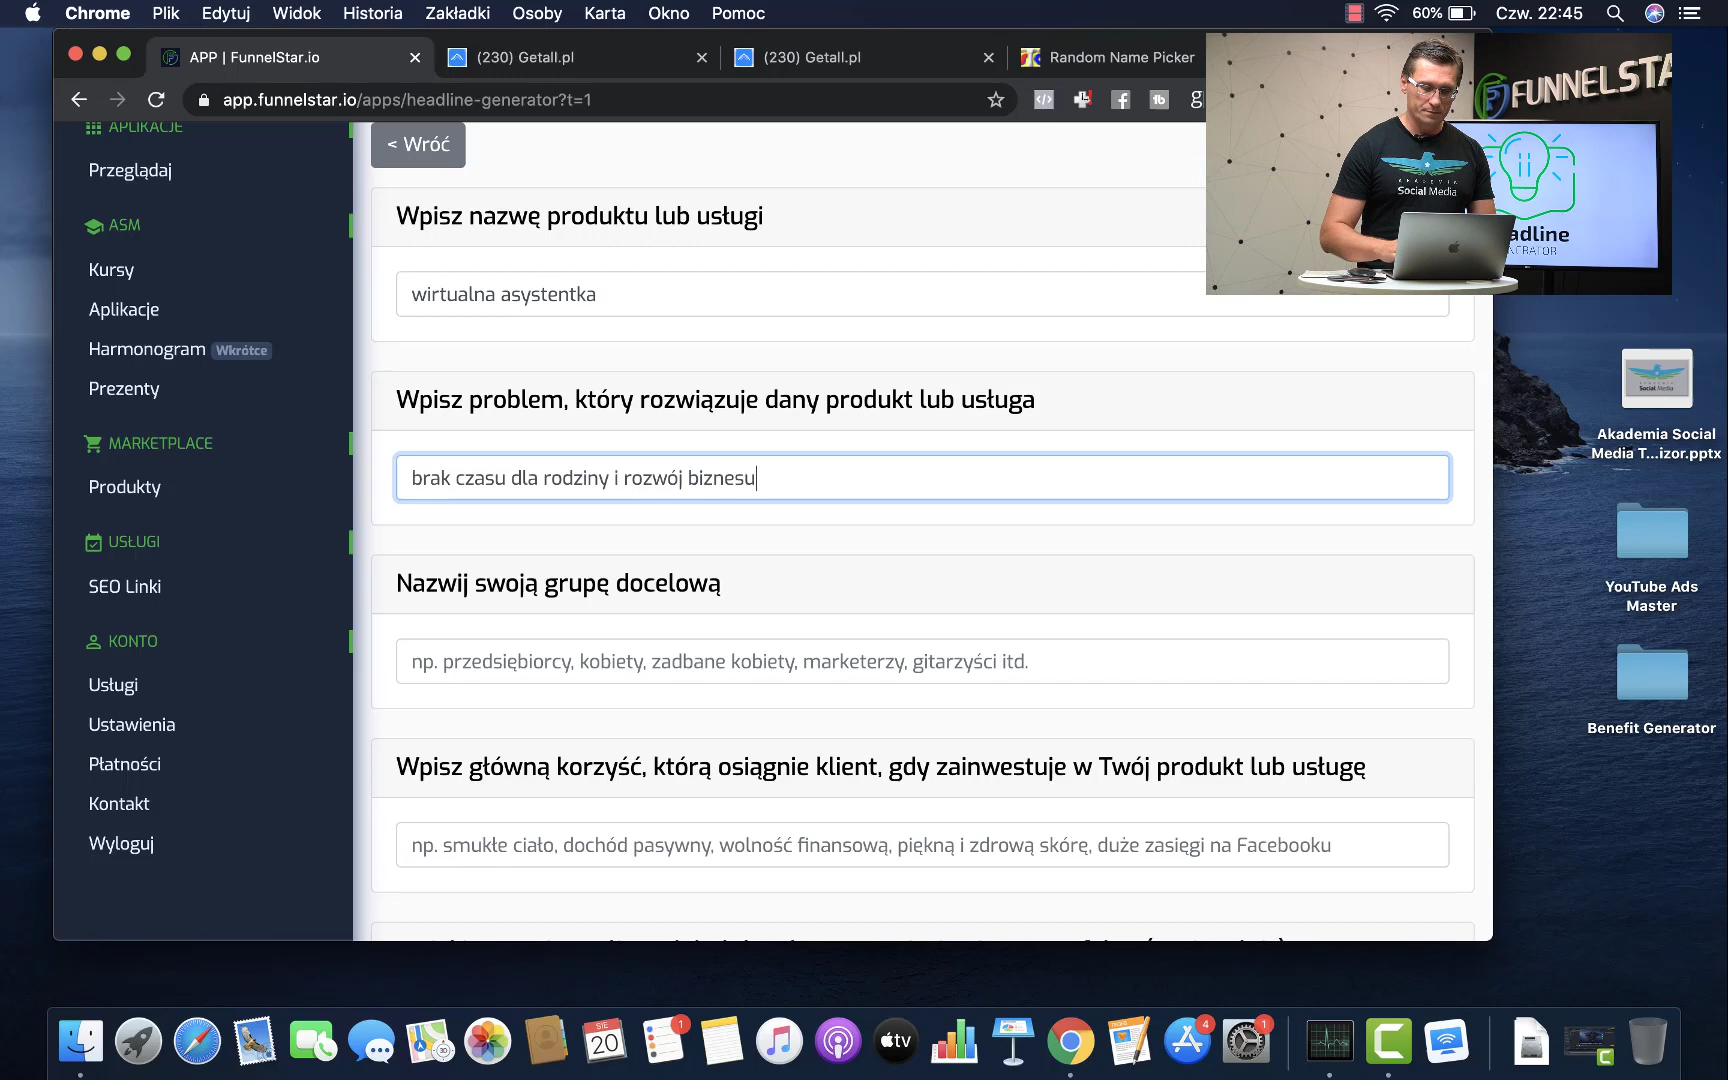 Chrome Plik Edytuj Widok Historia Zakładki Osoby Karta Okno Pomoc 60% Czw. 22:45
APP | FunnelStar.io (230) Getall.pl (230) Getall.pl Random Name Picker
app.funnelstar.io/apps/headline-generator?t=1
FUNNELSTA
AKADEMIA
Social Media
adline
APLIKACJE
Przeglądaj
ASM
Kursy
Aplikacje
Harmonogram Wkrótce
Prezenty
MARKETPLACE
Produkty
USŁUGI
SEO Linki
KONTO
Usługi
Ustawienia
Płatności
Kontakt
Wyloguj
< Wróć
Wpisz nazwę produktu lub usługi
wirtualna asystentka
Wpisz problem, który rozwiązuje dany produkt lub usługa
brak czasu dla rodziny i rozwój biznesu
Nazwij swoją grupę docelową
np. przedsiębiorcy, kobiety, zadbane kobiety, marketerzy, gitarzyści itd.
Wpisz główną korzyść, którą osiągnie klient, gdy zainwestuje w Twój produkt lub usługę
np. smukłe ciało, dochód pasywny, wolność finansową, piękną i zdrową skórę, duże zasięgi na Facebooku
Akademia Social
Media T...izor.pptx
YouTube Ads
Master
Benefit Generator
SIE
20
1
tv
4
1